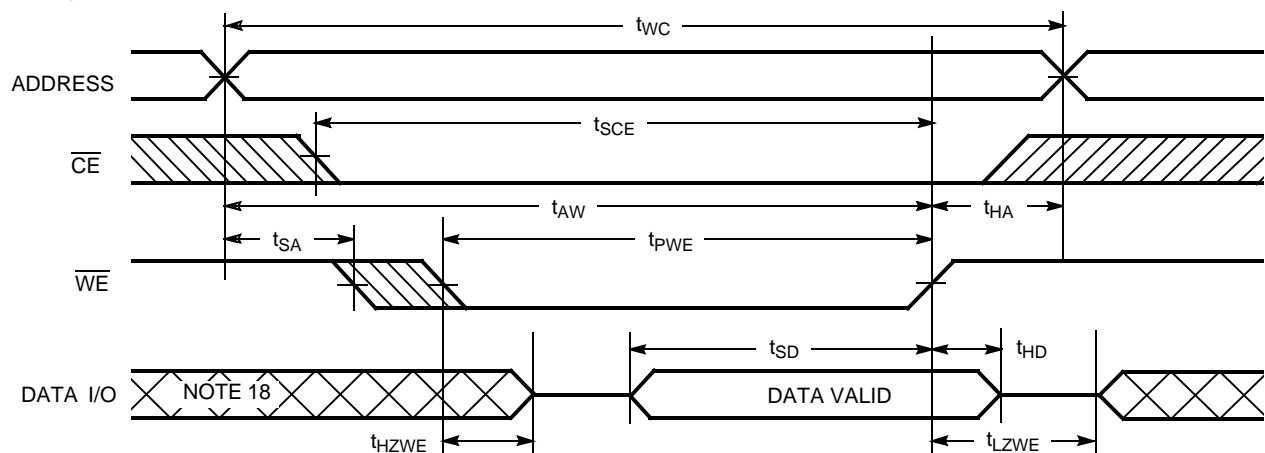 tWC
ADDRESS
tSCE
CE
tAW
tHA
tSA
tPWE
WE
tSD
tHD
DATA I/O
NOTE 18
DATA VALID
tHZWE
tLZWE